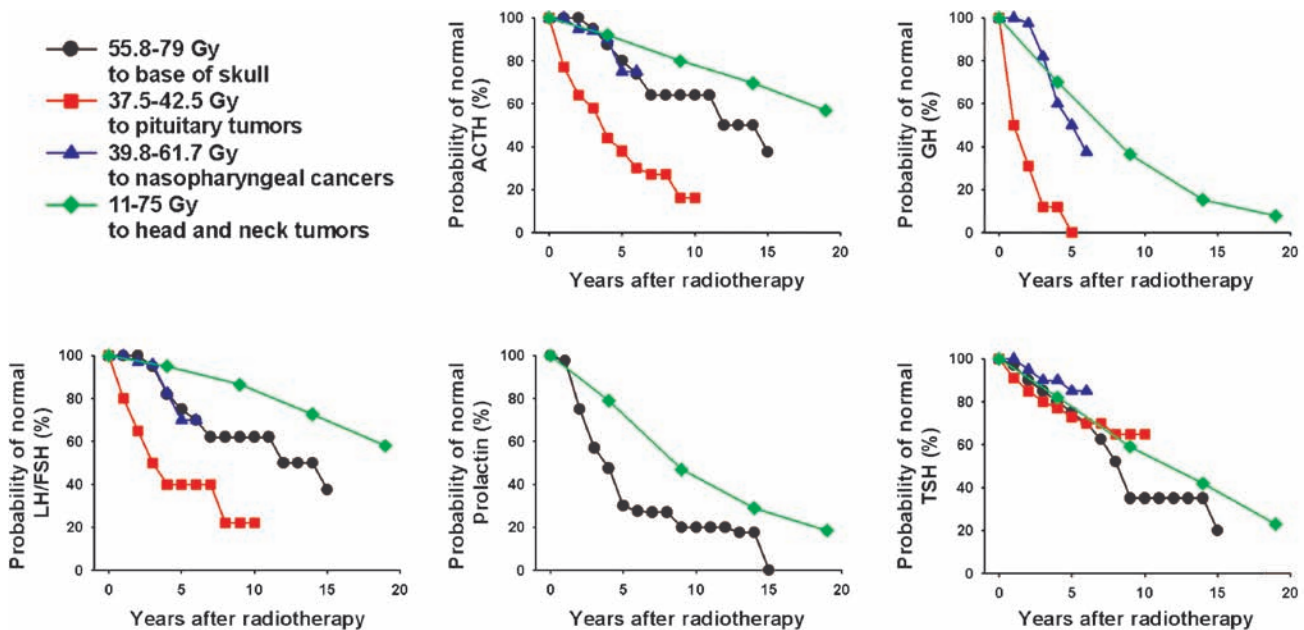 55.8-79 Gy
to base of skull
37.5-42.5 Gy
to pituitary tumors
39.8-61.7 Gy
to nasopharyngeal cancers
11-75 Gy
to head and neck tumors
Probability of normal
ACTH (%)
100
80
60
40
20
0
0 5 10 15 20
Years after radiotherapy
Probability of normal
GH (%)
100
80
60
40
20
0
0 5 10 15 20
Years after radiotherapy
Probability of normal
LH/FSH (%)
100
80
60
40
20
0
0 5 10 15 20
Years after radiotherapy
Probability of normal
Prolactin (%)
100
80
60
40
20
0
0 5 10 15 20
Years after radiotherapy
Probability of normal
TSH (%)
100
80
60
40
20
0
0 5 10 15 20
Years after radiotherapy